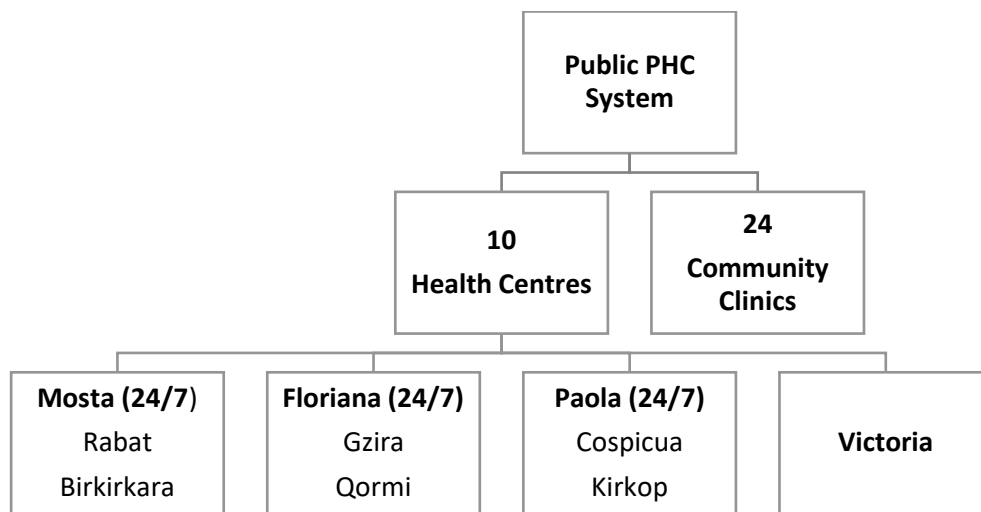 Public PHC
System
10
Health Centres
24
Community
Clinics
Mosta (24/7)
Rabat
Birkirkara
Floriana (24/7)
Gzira
Qormi
Paola (24/7)
Cospicua
Kirkop
Victoria